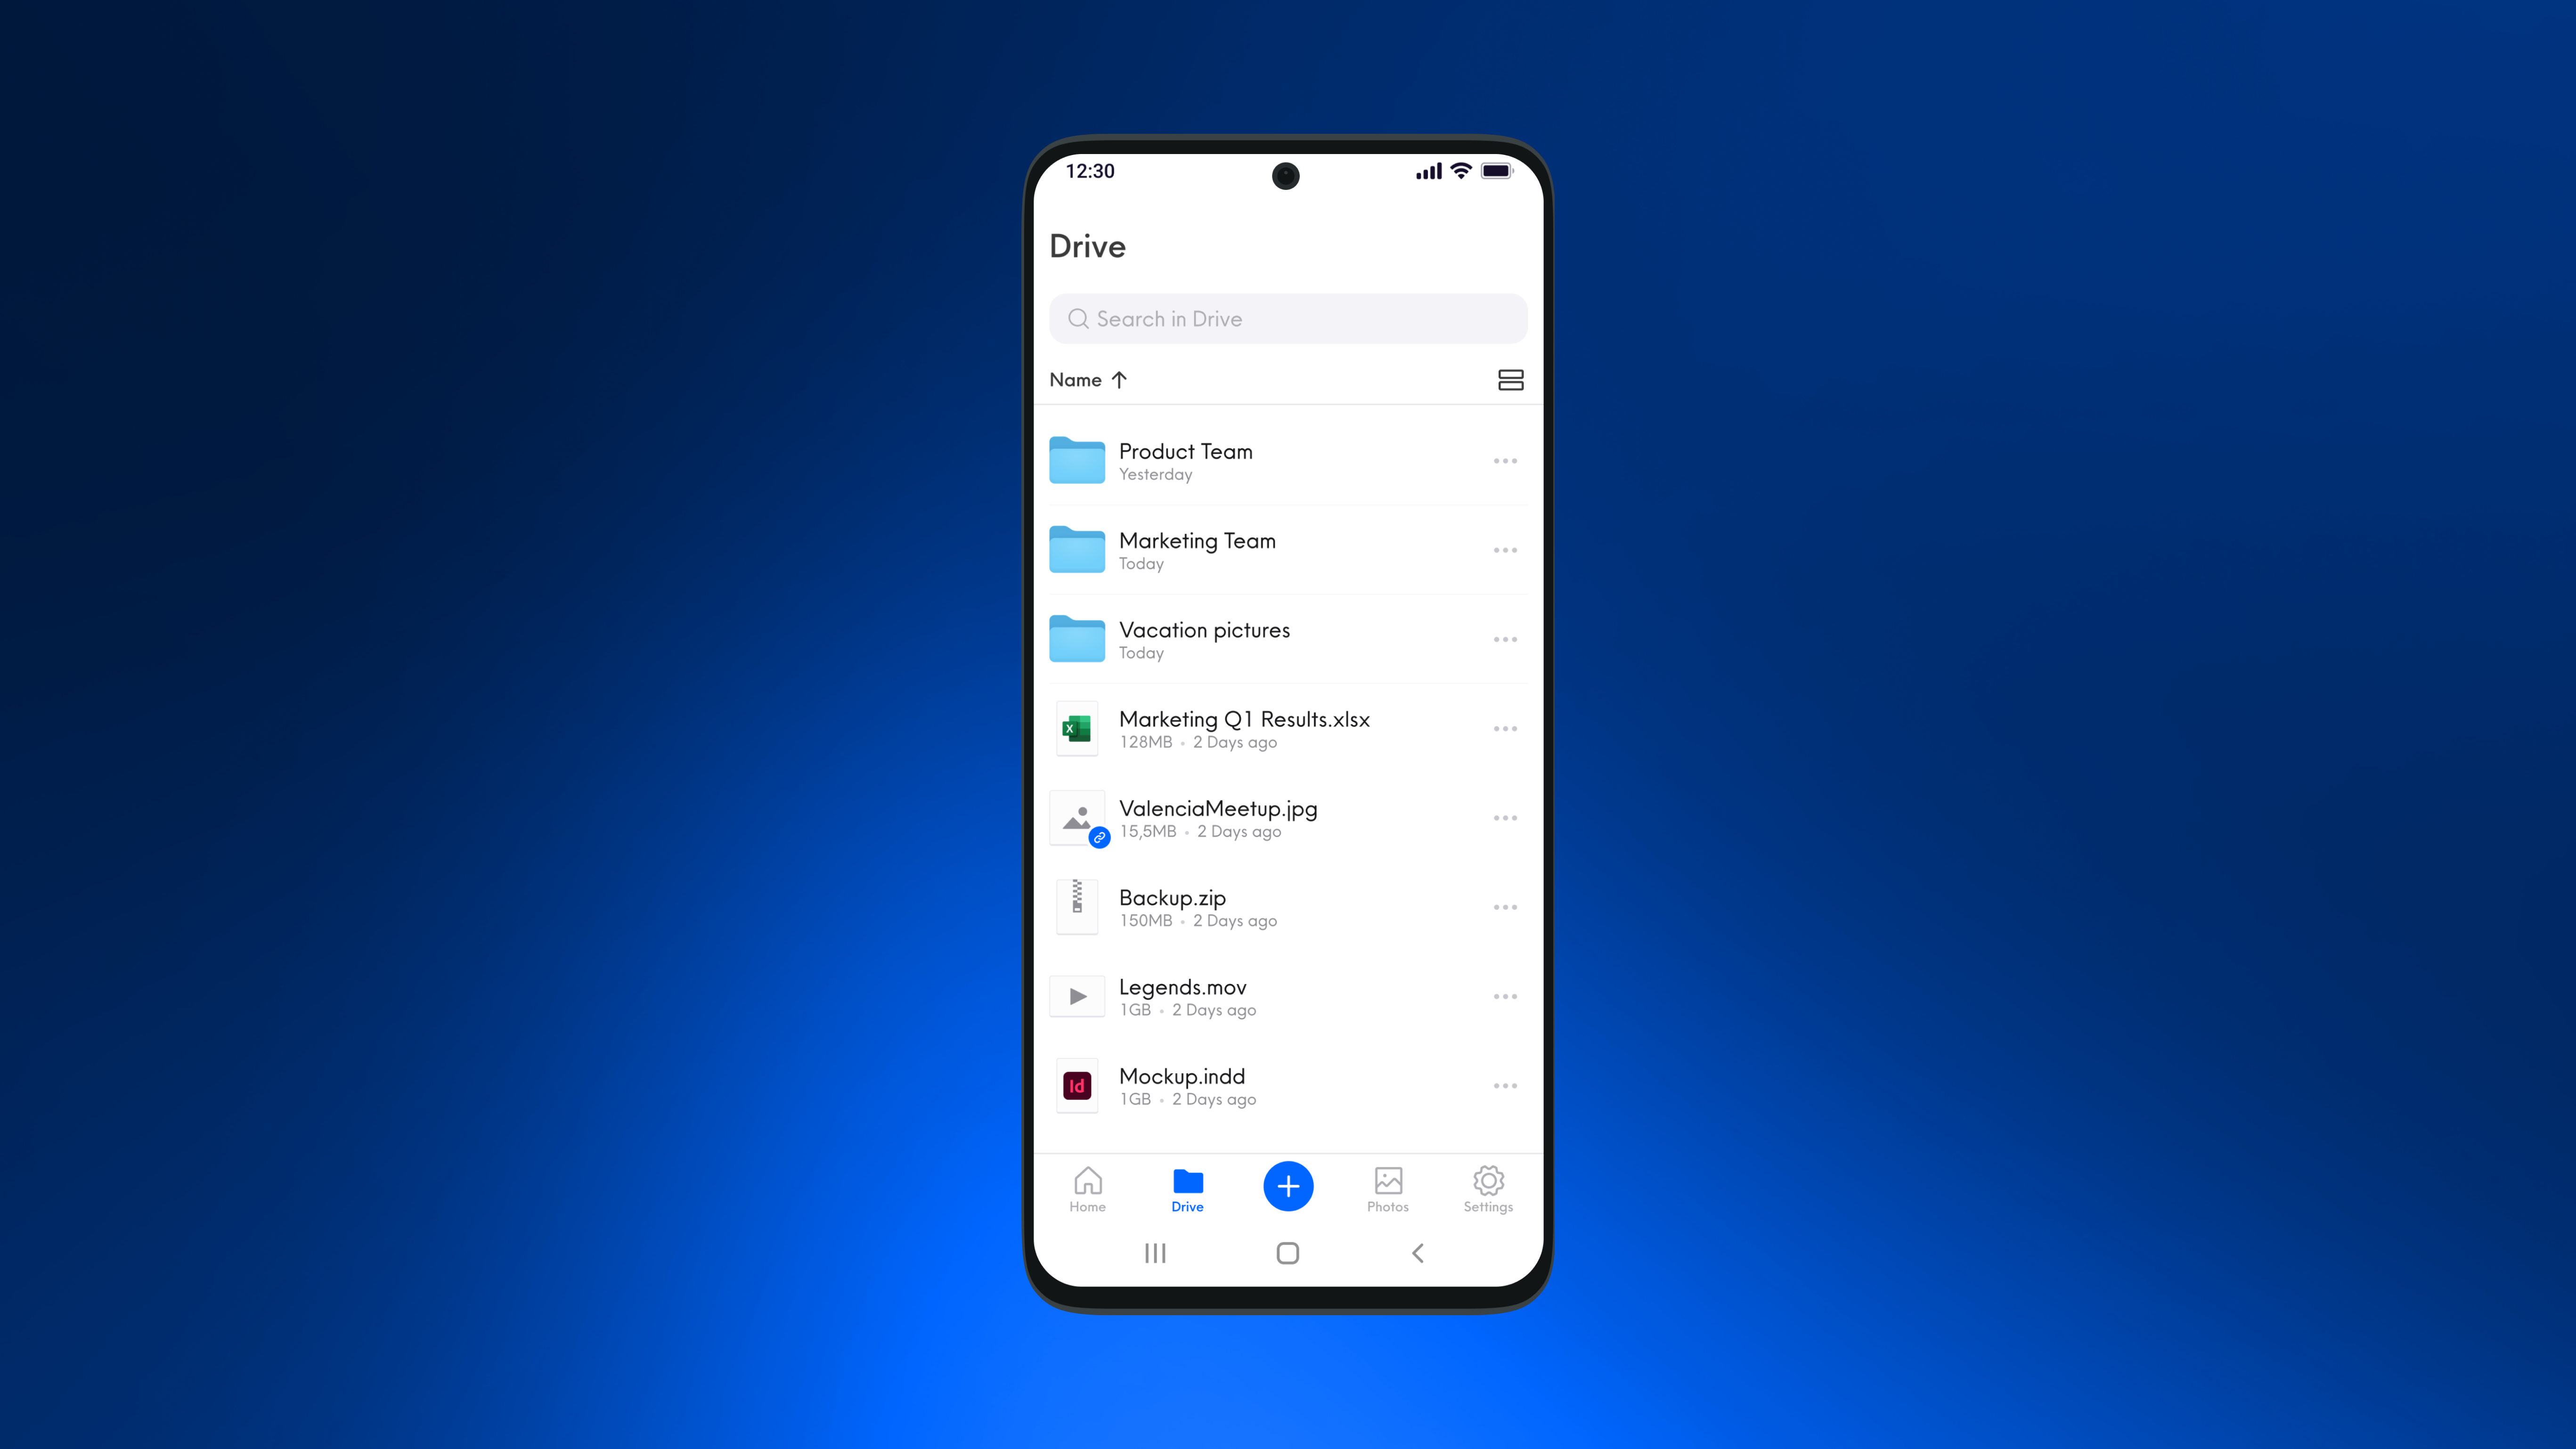 12:30
Drive
Search in Drive
Name
Product Team
Yesterday
Marketing Team
Today
Vacation pictures
Today
X
Marketing Q1 Results.xlsx
128MB • 2 Days ago
ValenciaMeetup.jpg
15,5MB • 2 Days ago
Backup.zip
150MB • 2 Days ago
Legends.mov
1GB • 2 Days ago
Id
Mockup.indd
1GB • 2 Days ago
Home
Drive
Photos
Settings